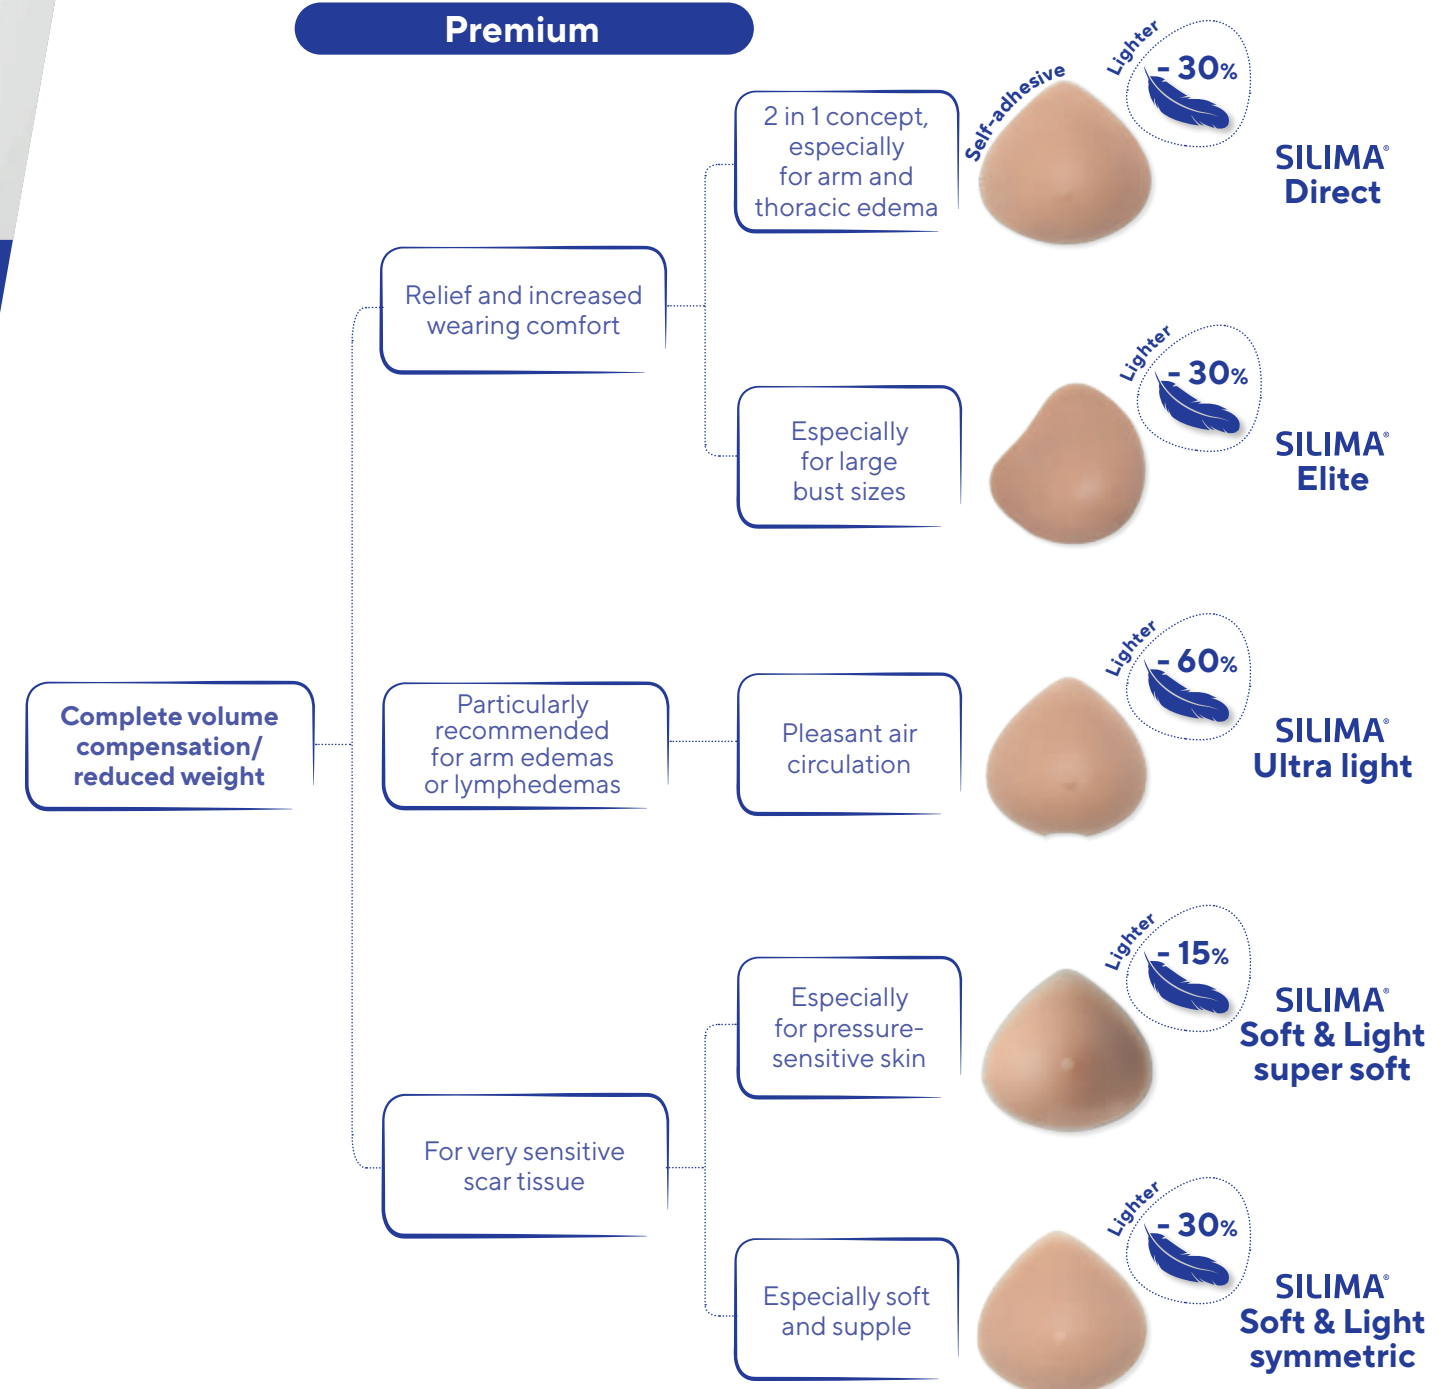 Premium
2 in 1 concept,
especially
for arm and
thoracic edema
Self-adhesive
Lighter
- 30%
SILIMA®
Direct
Relief and increased
wearing comfort
Especially
for large
bust sizes
Lighter
- 30%
SILIMA®
Elite
Complete volume
compensation/
reduced weight
Particularly
recommended
for arm edemas
or lymphedemas
Pleasant air
circulation
Lighter
- 60%
SILIMA®
Ultra light
For very sensitive
scar tissue
Especially
for pressure-
sensitive skin
Lighter
- 15%
SILIMA®
Soft & Light
super soft
Especially soft
and supple
Lighter
- 30%
SILIMA®
Soft & Light
symmetric